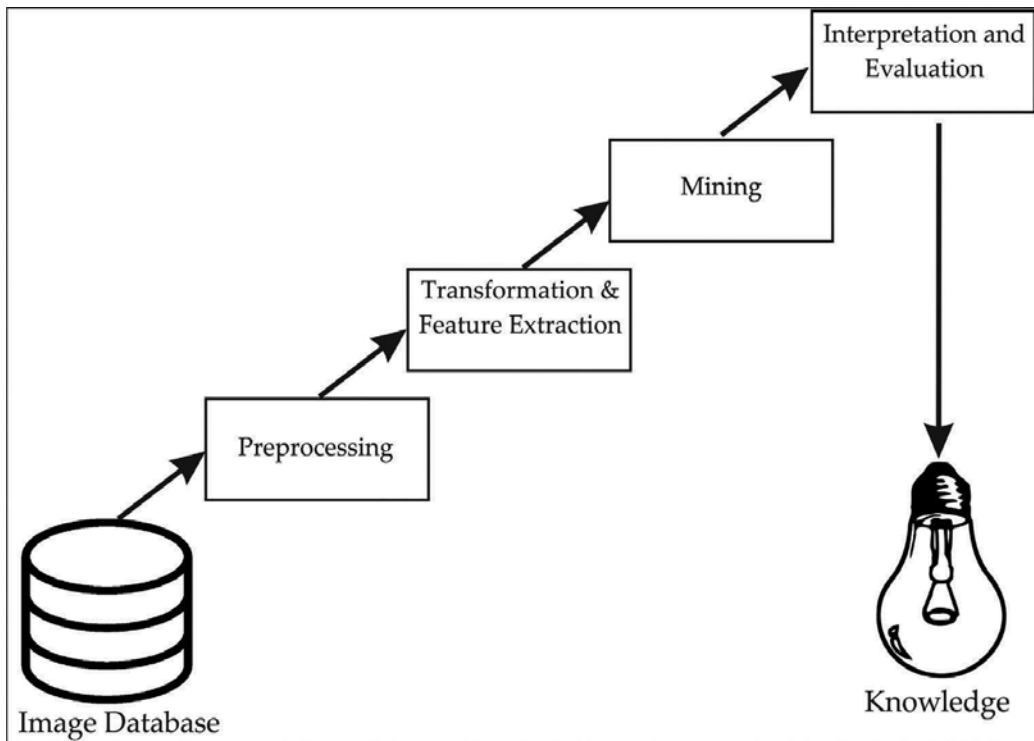 Interpretation and
Evaluation
Mining
Transformation &
Feature Extraction
Preprocessing
Image Database
Knowledge